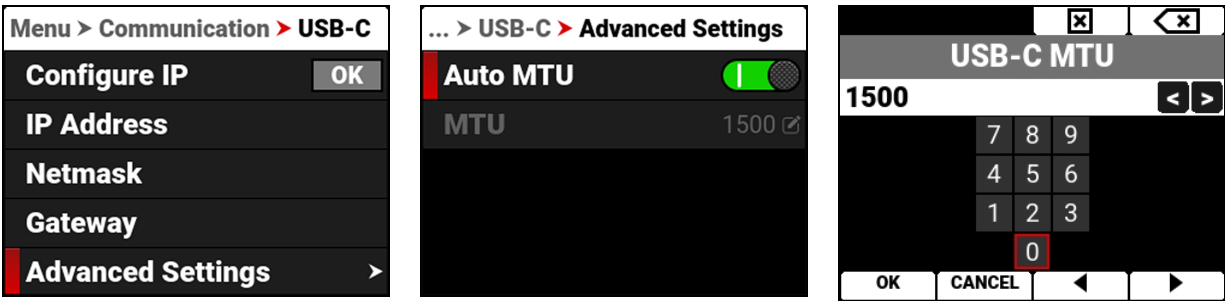 Menu > Communication > USB-C
Configure IP OK
IP Address
Netmask
Gateway
Advanced Settings >
... > USB-C > Advanced Settings
Auto MTU
MTU 1500
USB-C MTU
1500 < >
7 8 9
4 5 6
1 2 3
0
OK CANCEL